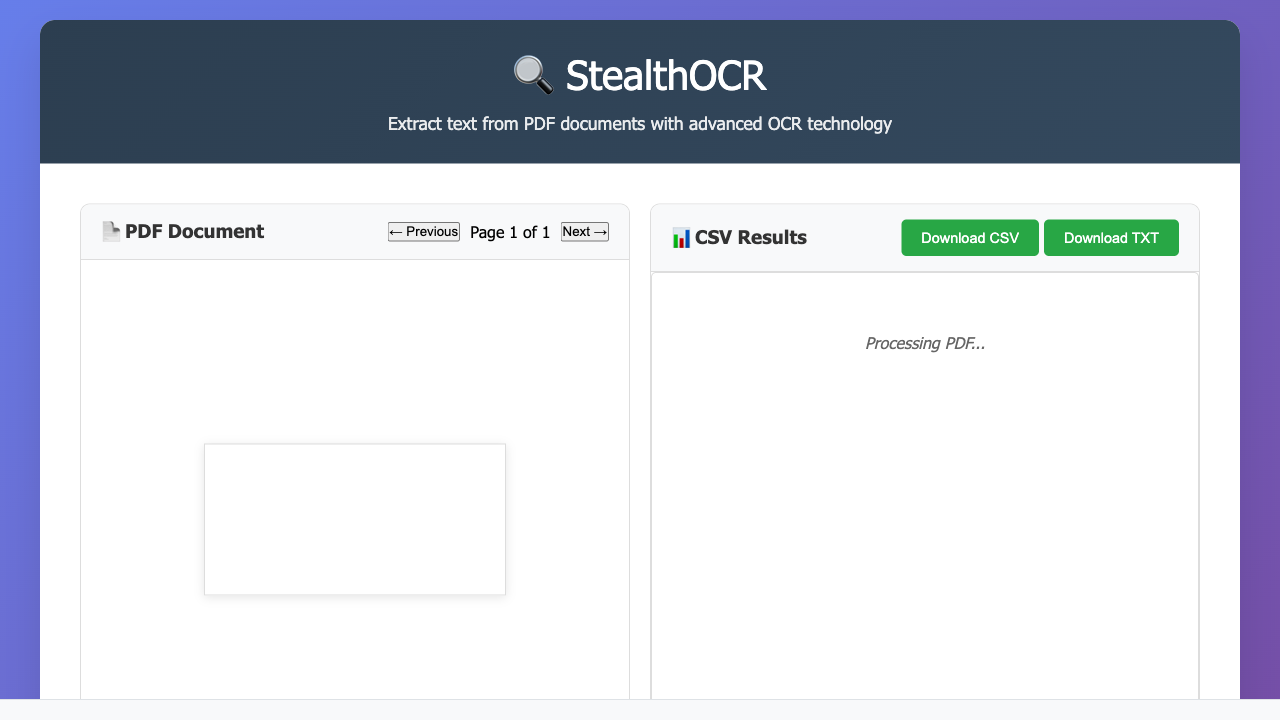 StealthOCR
Extract text from PDF documents with advanced OCR technology
PDF Document
← Previous
Page 1 of 1
Next →
CSV Results
Download CSV
Download TXT
Processing PDF...